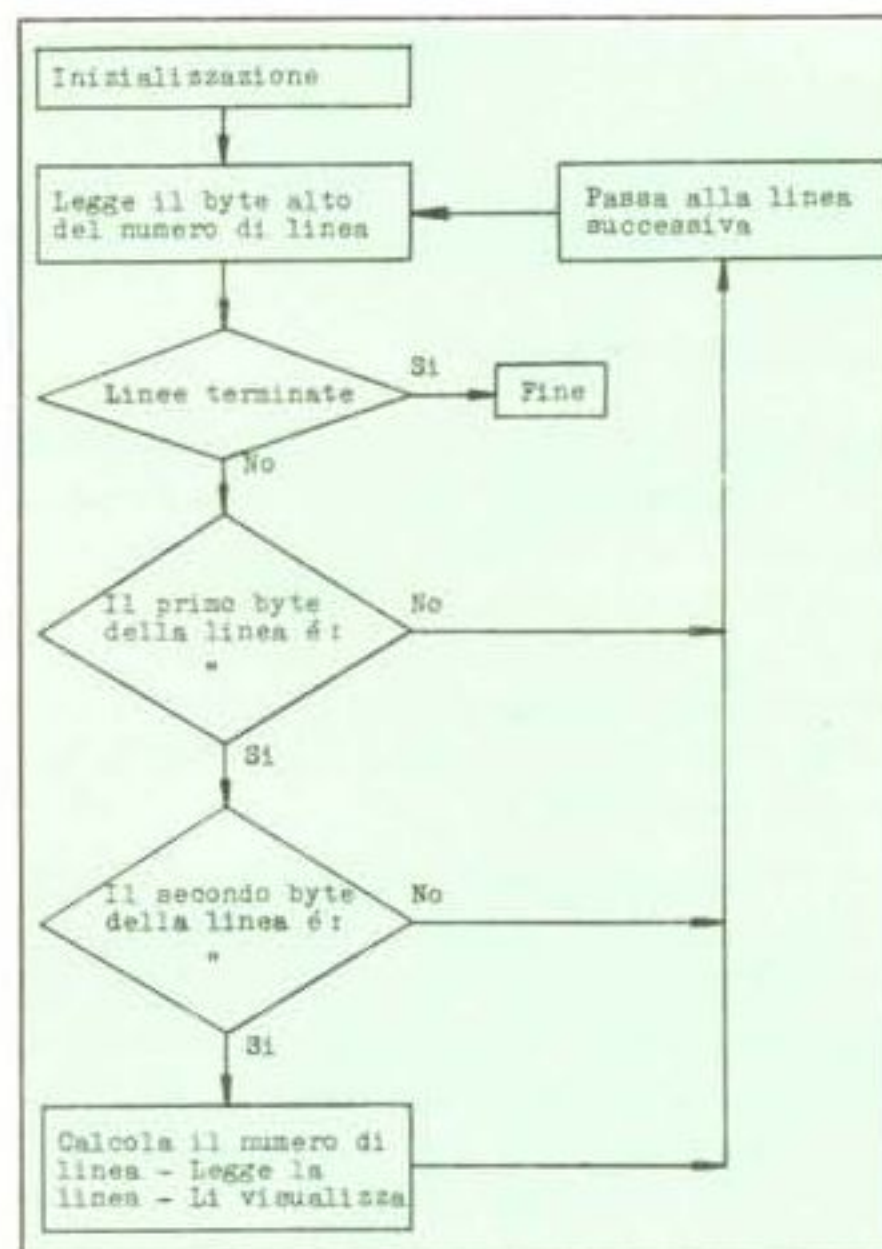 Inizializzazione
Legge il byte alto
del numero di linea
Passa alla linea
successiva
Linee terminate
Si
Fine
No
Il primo byte
della linea é:
"
No
Si
Il secondo byte
della linea é:
"
No
Si
Calcola il numero di
linea - Legge la
linea - Li visualizza